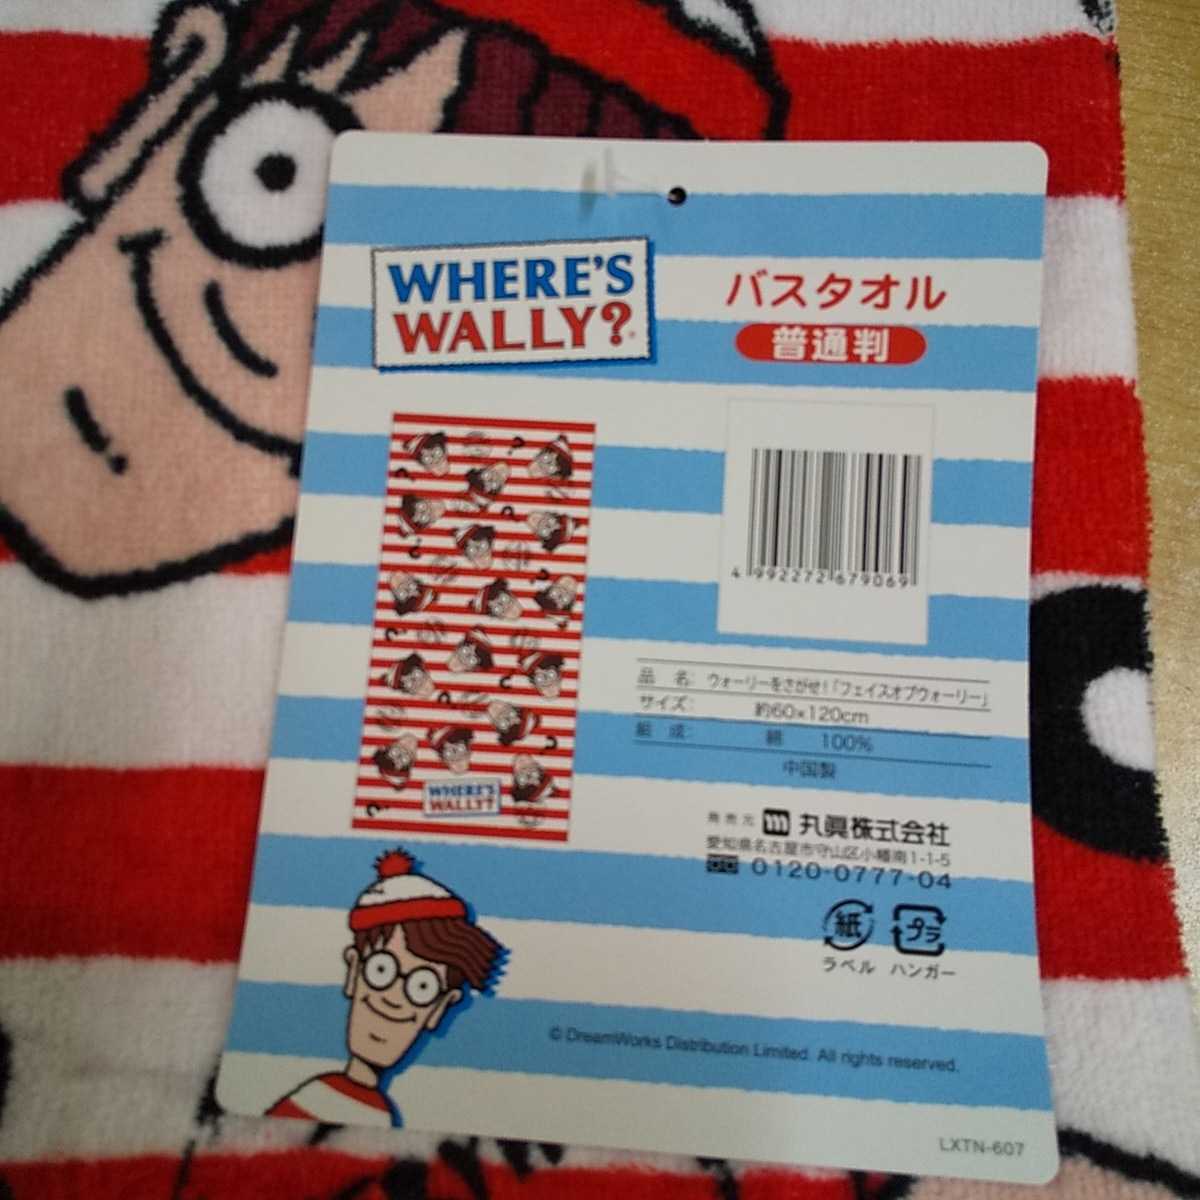 WHERE'S
WALLY?
バスタオル
普通判
4 992272 679069
WHERE'S
WALLY?
品 名: ウォーリーをさがせ!「フェイスオブウォーリー」
サイズ: 約60×120cm
組 成: 綿 100%
中国製
発売元 m 丸眞株式会社
愛知県名古屋市守山区小幡南1-1-5
0120-0777-04
紙 プラ
ラベル ハンガー
© DreamWorks Distribution Limited. All rights reserved.
LXTN-607